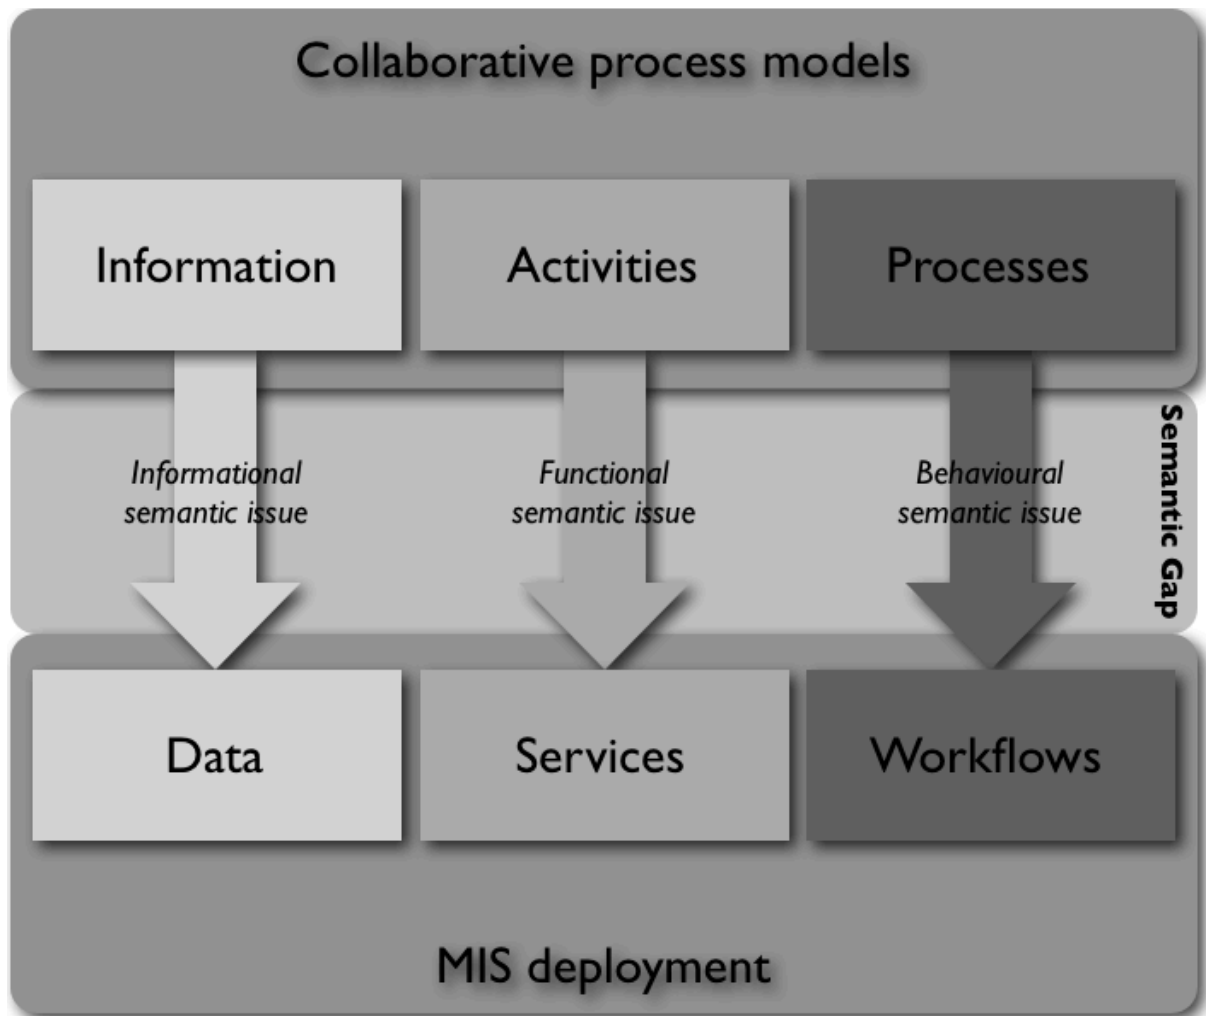 Collaborative process models
Information
Activities
Processes
Informational
semantic issue
Functional
semantic issue
Behavioural
semantic issue
Semantic Gap
Data
Services
Workflows
MIS deployment